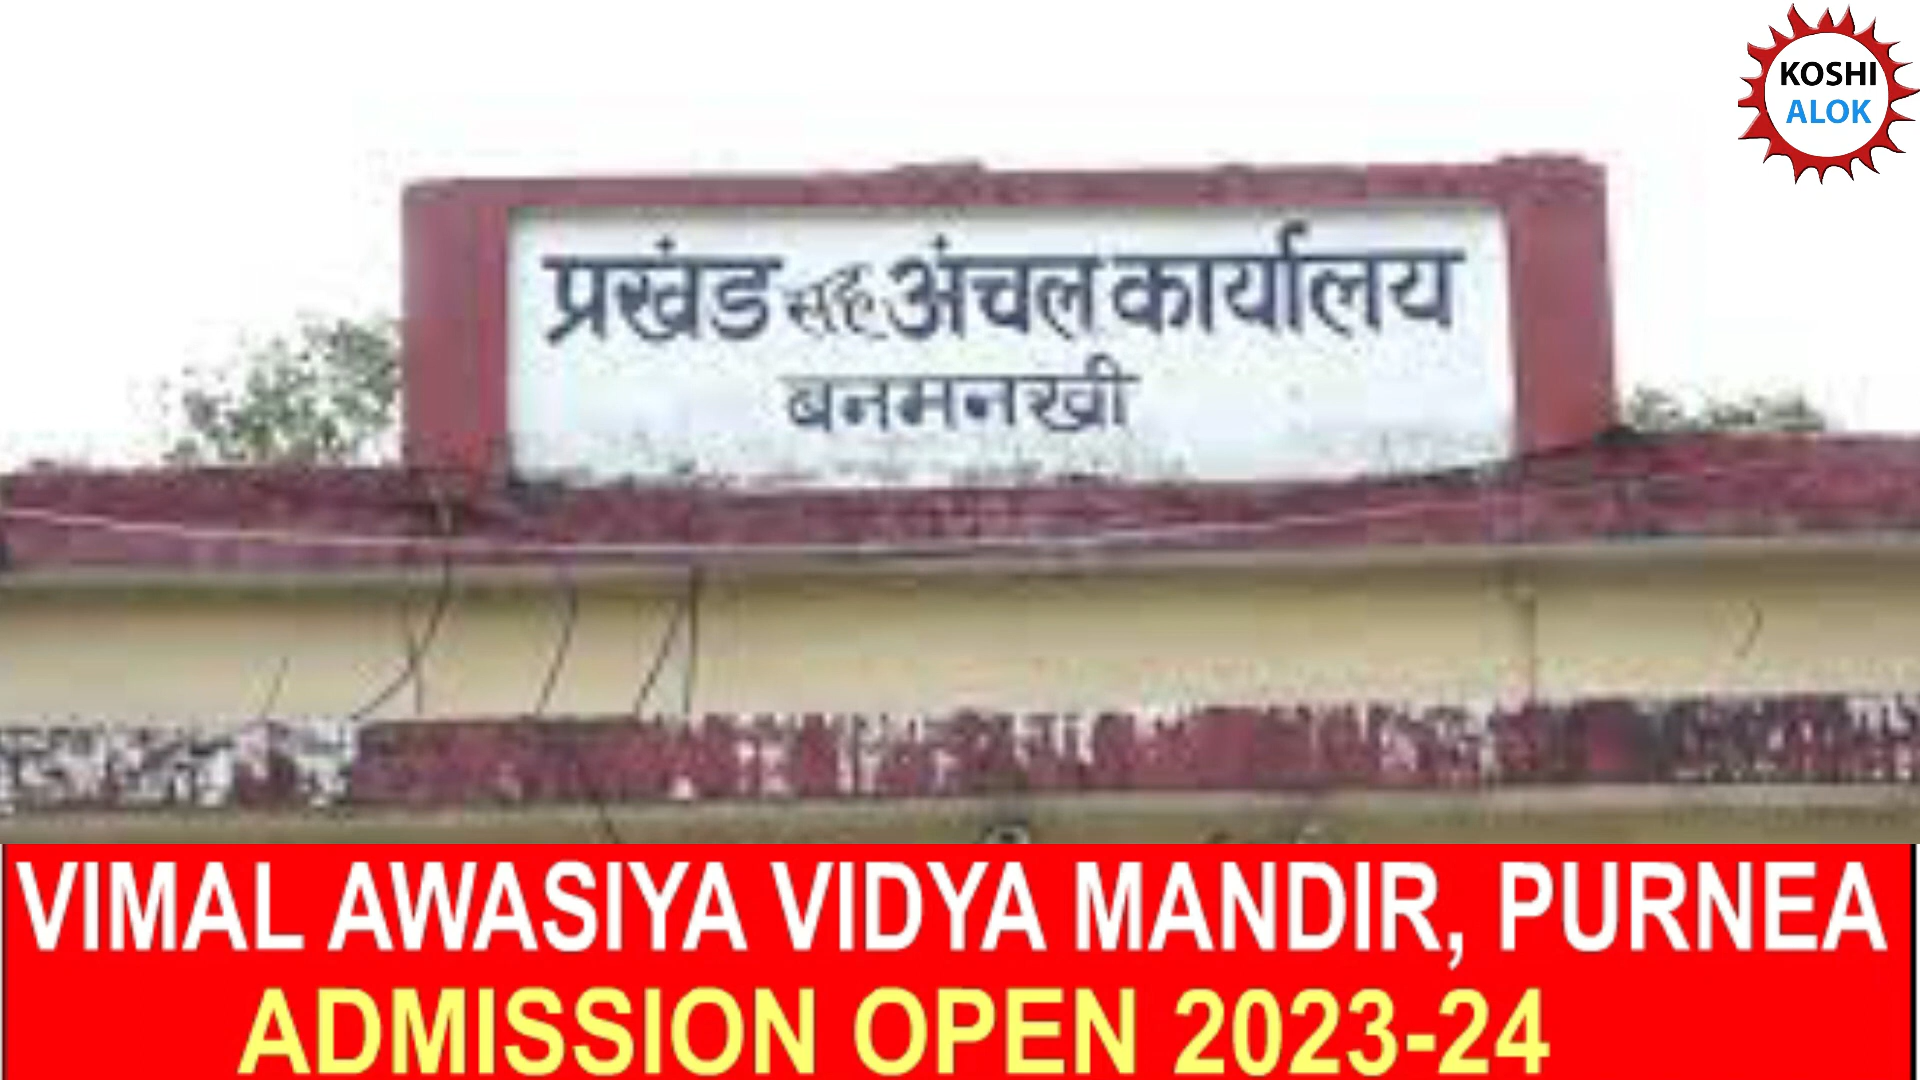 KOSHI
ALOK
प्रखंड सह अंचल कार्यालय
बनमनखी
VIMAL AWASIYA VIDYA MANDIR, PURNEA
ADMISSION OPEN 2023-24